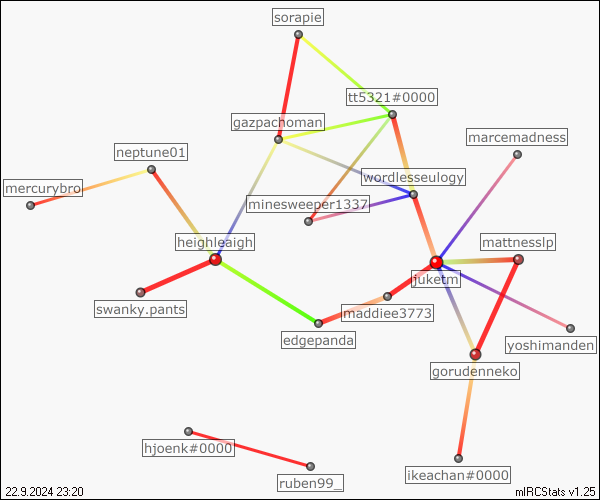 sorapie
tt5321#0000
gazpachoman
marcemadness
neptune01
wordlesseulogy
mercurybro
minesweeper1337
heighleaigh
mattnesslp
juketm
swanky.pants
maddiee3773
edgepanda
yoshimanden
gorudenneko
hjoenk#0000
ikeachan#0000
ruben99_
22.9.2024 23:20
mIRCStats v1.25